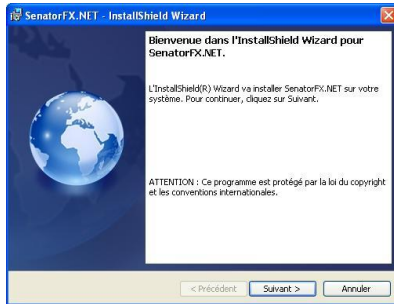 SenatorFX.NET - InstallShield Wizard
Bienvenue dans l'InstallShield Wizard pour
SenatorFX.NET.
L'InstallShield(R) Wizard va installer SenatorFX.NET sur votre
système. Pour continuer, cliquez sur Suivant.
ATTENTION : Ce programme est protégé par la loi du copyright
et les conventions internationales.
< Précédent Suivant > Annuler